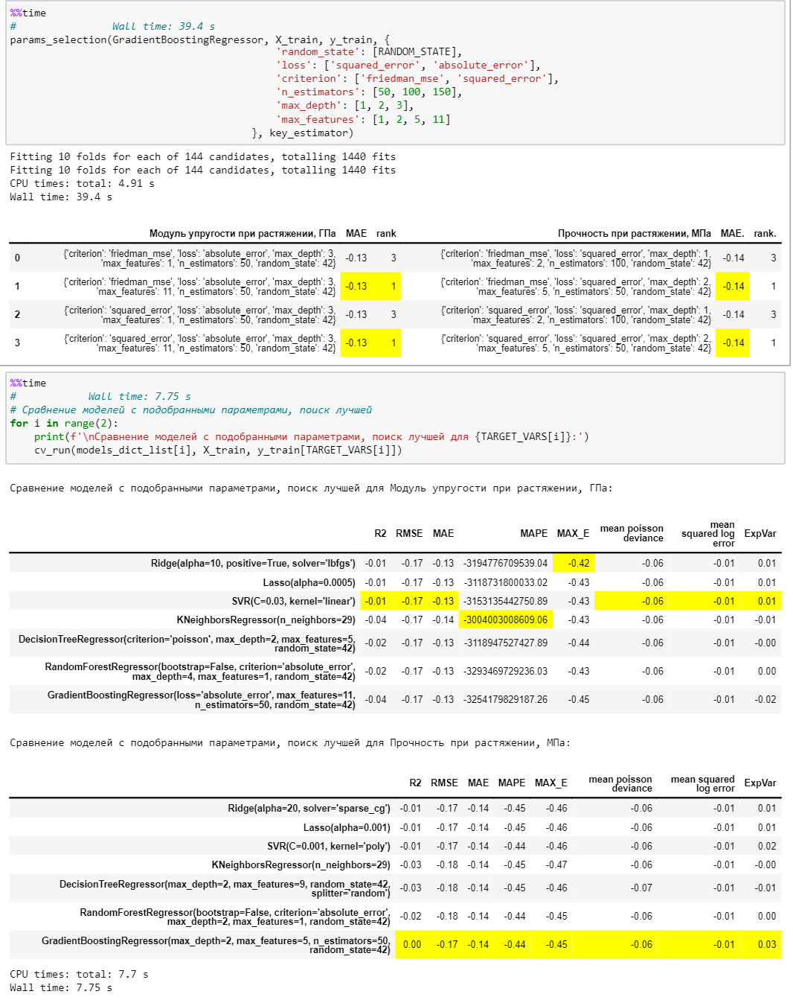 %%time
#                Wall time: 39.4 s
params_selection(GradientBoostingRegressor, X_train, y_train, {
                                            'random_state': [RANDOM_STATE],
                                            'loss': ['squared_error', 'absolute_error'],
                                            'criterion': ['friedman_mse', 'squared_error'],
                                            'n_estimators': [50, 100, 150],
                                            'max_depth': [1, 2, 3],
                                            'max_features': [1, 2, 5, 11]
                                        }, key_estimator)
Fitting 10 folds for each of 144 candidates, totalling 1440 fits
Fitting 10 folds for each of 144 candidates, totalling 1440 fits
CPU times: total: 4.91 s
Wall time: 39.4 s
Модуль упругости при растяжении, ГПа MAE rank Прочность при растяжении, МПа MAE. rank.
0 {'criterion': 'friedman_mse', 'loss': 'absolute_error', 'max_depth': 3, 'max_features': 1, 'n_estimators': 50, 'random_state': 42} -0.13 3 {'criterion': 'friedman_mse', 'loss': 'squared_error', 'max_depth': 1, 'max_features': 2, 'n_estimators': 100, 'random_state': 42} -0.14 3
1 {'criterion': 'friedman_mse', 'loss': 'absolute_error', 'max_depth': 3, 'max_features': 11, 'n_estimators': 50, 'random_state': 42} -0.13 1 {'criterion': 'friedman_mse', 'loss': 'squared_error', 'max_depth': 2, 'max_features': 5, 'n_estimators': 50, 'random_state': 42} -0.14 1
2 {'criterion': 'squared_error', 'loss': 'absolute_error', 'max_depth': 3, 'max_features': 1, 'n_estimators': 50, 'random_state': 42} -0.13 3 {'criterion': 'squared_error', 'loss': 'squared_error', 'max_depth': 1, 'max_features': 2, 'n_estimators': 100, 'random_state': 42} -0.14 3
3 {'criterion': 'squared_error', 'loss': 'absolute_error', 'max_depth': 3, 'max_features': 11, 'n_estimators': 50, 'random_state': 42} -0.13 1 {'criterion': 'squared_error', 'loss': 'squared_error', 'max_depth': 2, 'max_features': 5, 'n_estimators': 50, 'random_state': 42} -0.14 1
%%time
#            Wall time: 7.75 s
# Сравнение моделей с подобранными параметрами, поиск лучшей
for i in range(2):
    print(f'\nСравнение моделей с подобранными параметрами, поиск лучшей для {TARGET_VARS[i]}:')
    cv_run(models_dict_list[i], X_train, y_train[TARGET_VARS[i]])
Сравнение моделей с подобранными параметрами, поиск лучшей для Модуль упругости при растяжении, ГПа:
R2 RMSE MAE MAPE MAX_E mean poisson deviance mean squared log error ExpVar
Ridge(alpha=10, positive=True, solver='lbfgs') -0.01 -0.17 -0.13 -3194776709539.04 -0.42 -0.06 -0.01 0.01
Lasso(alpha=0.0005) -0.01 -0.17 -0.13 -3118731800033.02 -0.43 -0.06 -0.01 0.01
SVR(C=0.03, kernel='linear') -0.01 -0.17 -0.13 -3153135442750.89 -0.43 -0.06 -0.01 0.01
KNeighborsRegressor(n_neighbors=29) -0.04 -0.17 -0.14 -3004003008609.06 -0.43 -0.06 -0.01 -0.01
DecisionTreeRegressor(criterion='poisson', max_depth=2, max_features=5, random_state=42) -0.02 -0.17 -0.13 -3118947527427.89 -0.44 -0.06 -0.01 -0.00
RandomForestRegressor(bootstrap=False, criterion='absolute_error', max_depth=4, max_features=1, random_state=42) -0.02 -0.17 -0.13 -3293469729236.03 -0.43 -0.06 -0.01 0.00
GradientBoostingRegressor(loss='absolute_error', max_features=11, n_estimators=50, random_state=42) -0.04 -0.17 -0.13 -3254179829187.26 -0.45 -0.06 -0.01 -0.02
Сравнение моделей с подобранными параметрами, поиск лучшей для Прочность при растяжении, МПа:
R2 RMSE MAE MAPE MAX_E mean poisson deviance mean squared log error ExpVar
Ridge(alpha=20, solver='sparse_cg') -0.01 -0.17 -0.14 -0.45 -0.46 -0.06 -0.01 0.01
Lasso(alpha=0.001) -0.01 -0.17 -0.14 -0.45 -0.46 -0.06 -0.01 0.01
SVR(C=0.001, kernel='poly') -0.01 -0.17 -0.14 -0.44 -0.46 -0.06 -0.01 0.02
KNeighborsRegressor(n_neighbors=29) -0.03 -0.18 -0.14 -0.45 -0.47 -0.06 -0.01 -0.00
DecisionTreeRegressor(max_depth=2, max_features=9, random_state=42, splitter='random') -0.03 -0.18 -0.14 -0.45 -0.46 -0.07 -0.01 -0.01
RandomForestRegressor(bootstrap=False, criterion='absolute_error', max_depth=2, max_features=1, random_state=42) -0.02 -0.18 -0.14 -0.44 -0.45 -0.06 -0.01 0.00
GradientBoostingRegressor(max_depth=2, max_features=5, n_estimators=50, random_state=42) 0.00 -0.17 -0.14 -0.44 -0.45 -0.06 -0.01 0.03
CPU times: total: 7.7 s
Wall time: 7.75 s